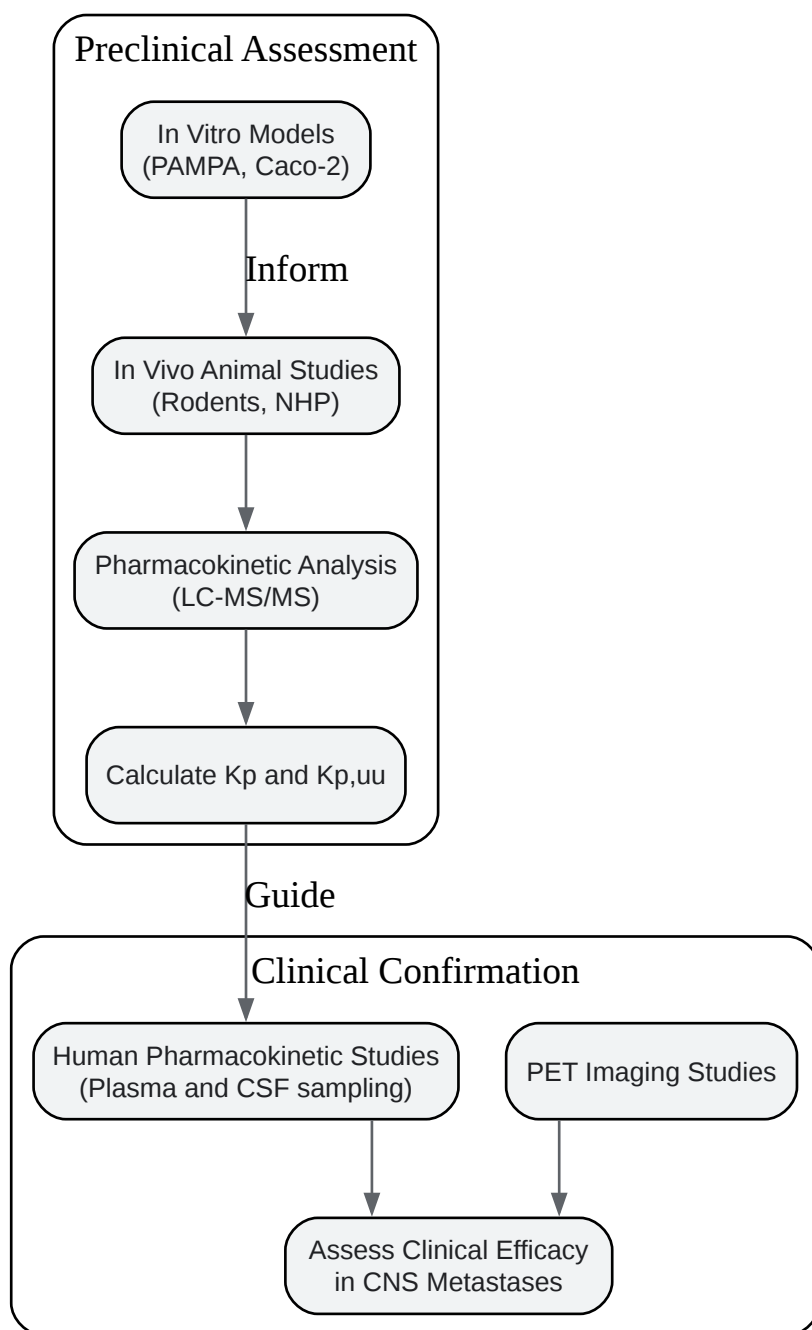 Preclinical Assessment
In Vitro Models
(PAMPA, Caco-2)
Inform
In Vivo Animal Studies
(Rodents, NHP)
Pharmacokinetic Analysis
(LC-MS/MS)
Calculate Kp and Kp,uu
Guide
Clinical Confirmation
Human Pharmacokinetic Studies
(Plasma and CSF sampling)
PET Imaging Studies
Assess Clinical Efficacy
in CNS Metastases